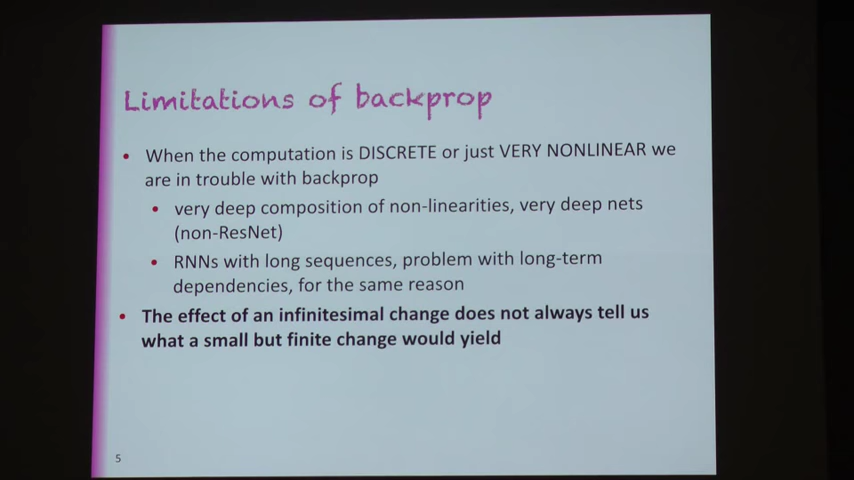 Limitations of backprop
• When the computation is DISCRETE or just VERY NONLINEAR we
are in trouble with backprop
• very deep composition of non-linearities, very deep nets
(non-ResNet)
• RNNs with long sequences, problem with long-term
dependencies, for the same reason
• The effect of an infinitesimal change does not always tell us
what a small but finite change would yield
5